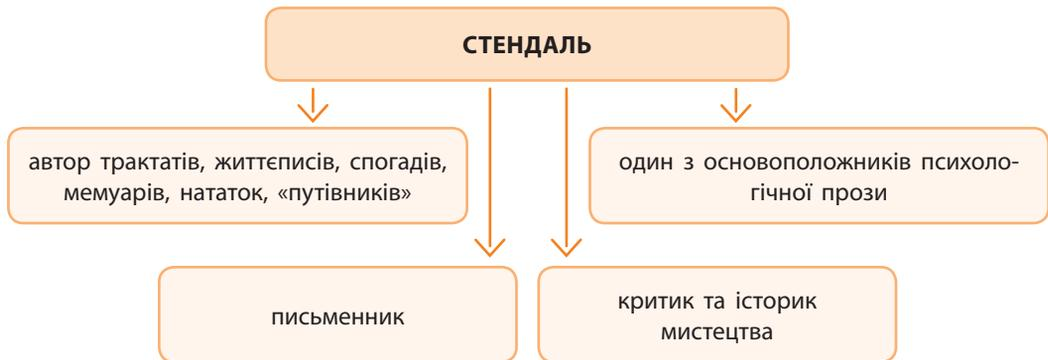 СТЕНДАЛЬ
автор трактатів, життєписів, спогадів,
мемуарів, нататок, «путівників»
один з основоположників психоло-
гічної прози
письменник
критик та історик
мистецтва